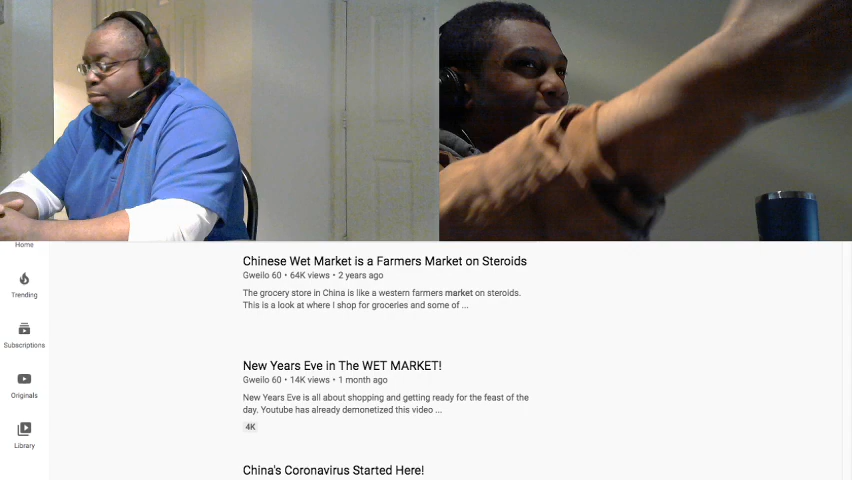 Home
Trending
Subscriptions
Originals
Library
Chinese Wet Market is a Farmers Market on Steroids
Gweilo 60 • 64K views • 2 years ago
The grocery store in China is like a western farmers market on steroids.
This is a look at where I shop for groceries and some of ...
New Years Eve in The WET MARKET!
Gweilo 60 • 14K views • 1 month ago
New Years Eve is all about shopping and getting ready for the feast of the
day. Youtube has already demonetized this video ...
4K
China's Coronavirus Started Here!